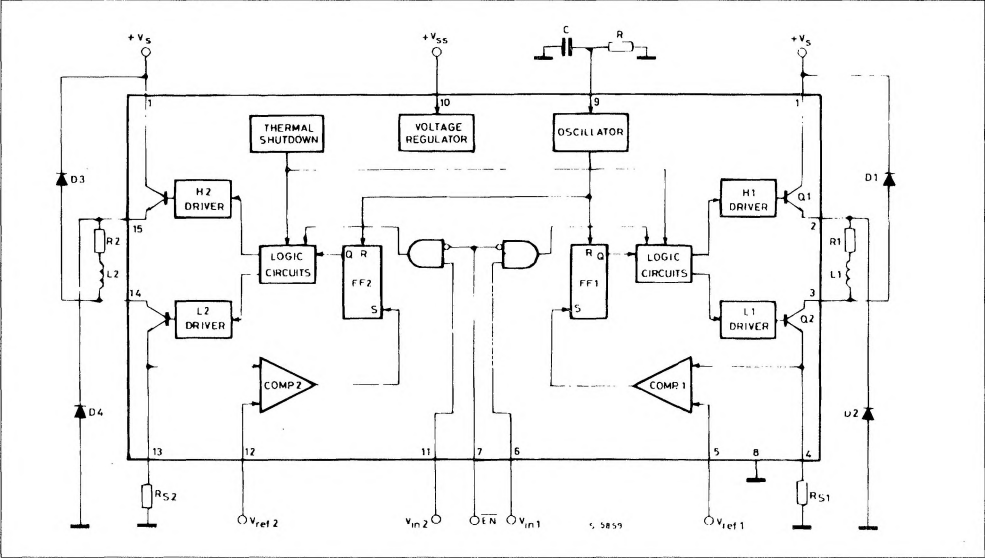 +Vs
+Vss
C
R
+Vs
1
10
9
1
THERMAL
SHUTDOWN
VOLTAGE
REGULATOR
OSCILLATOR
D3
H2
DRIVER
H1
DRIVER
Q1
D1
15
2
R2
L2
LOGIC
CIRCUITS
Q
R
FF2
S
R
Q
FF1
S
LOGIC
CIRCUITS
R1
L1
14
3
L2
DRIVER
L1
DRIVER
Q2
COMP.2
COMP.1
D4
D2
13
12
11
7
6
5
8
4
RS2
RS1
Vref 2
Vin 2
EN
Vin 1
S-5859
Vref 1